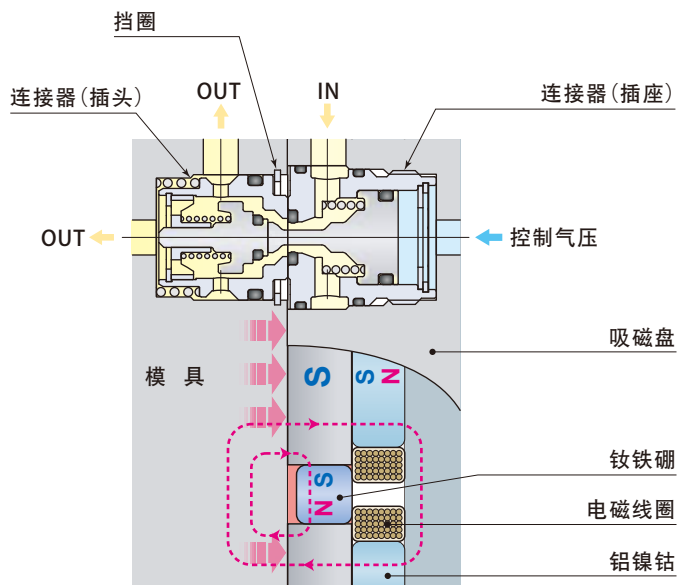 挡圈
连接器(插头)
OUT
IN
连接器(插座)
OUT
控制气压
吸磁盘
模 具
S
S N
钕铁硼
S
N
电磁线圈
铝镍钴